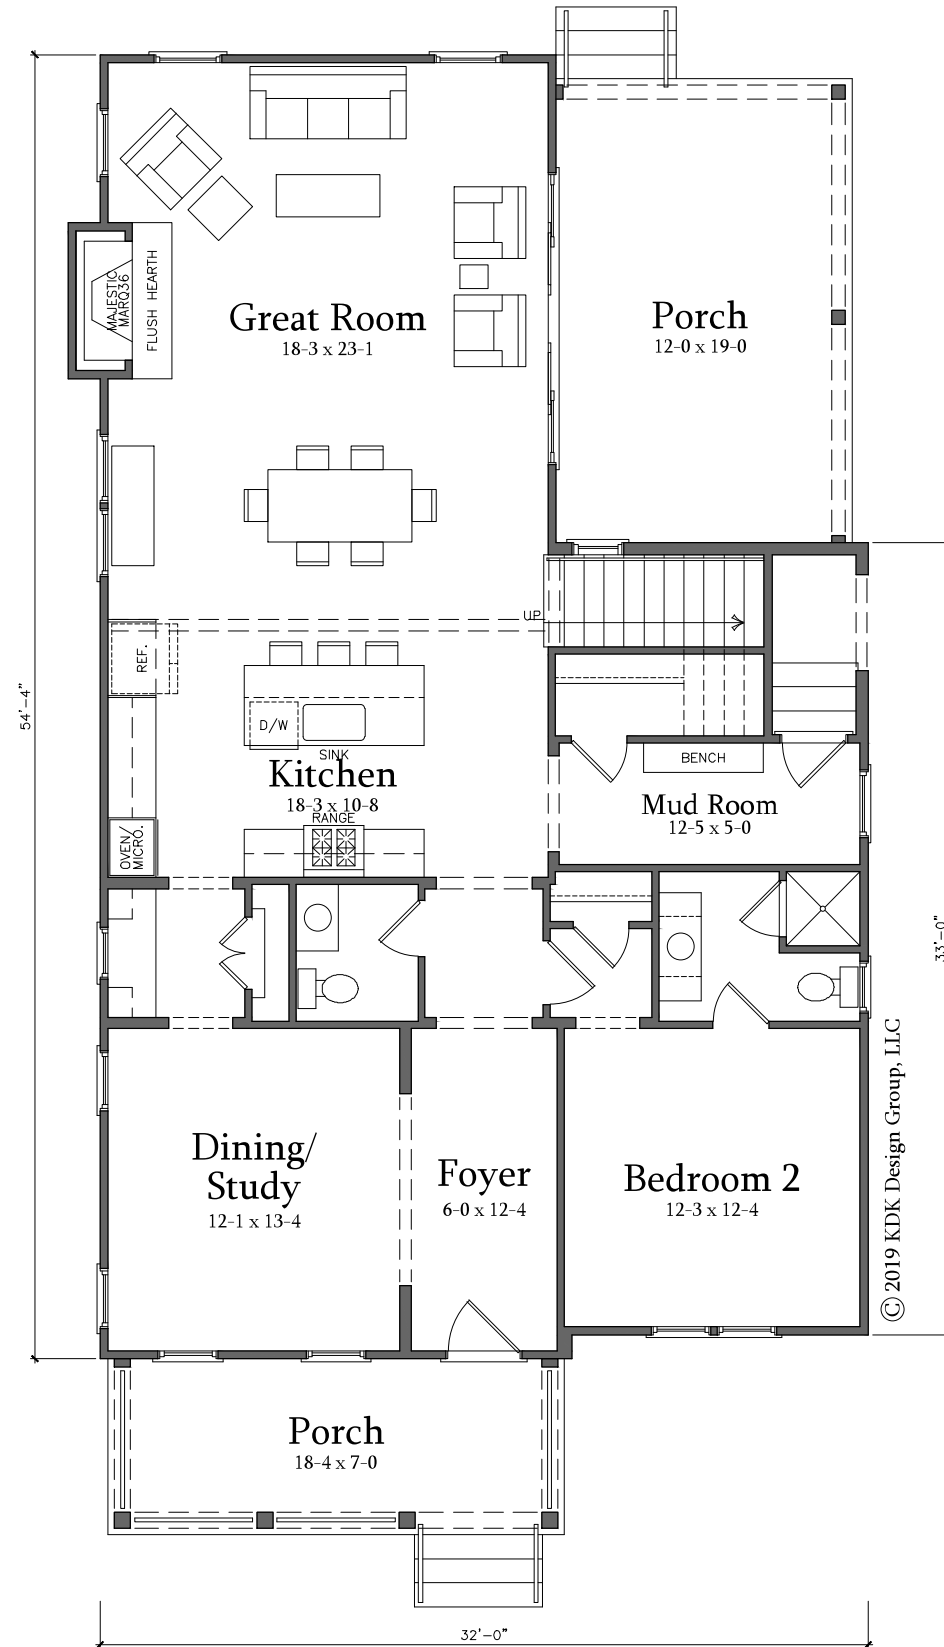 MAJESTIC
MARQ36
FLUSH HEARTH
Great Room
18-3 x 23-1
Porch
12-0 x 19-0
UP
REF.
54'-4"
D/W
SINK
Kitchen
18-3 x 10-8
RANGE
OVEN/
MICRO.
BENCH
Mud Room
12-5 x 5-0
33'-0"
Dining/
Study
12-1 x 13-4
Foyer
6-0 x 12-4
Bedroom 2
12-3 x 12-4
© 2019 KDK Design Group, LLC
Porch
18-4 x 7-0
32'-0"